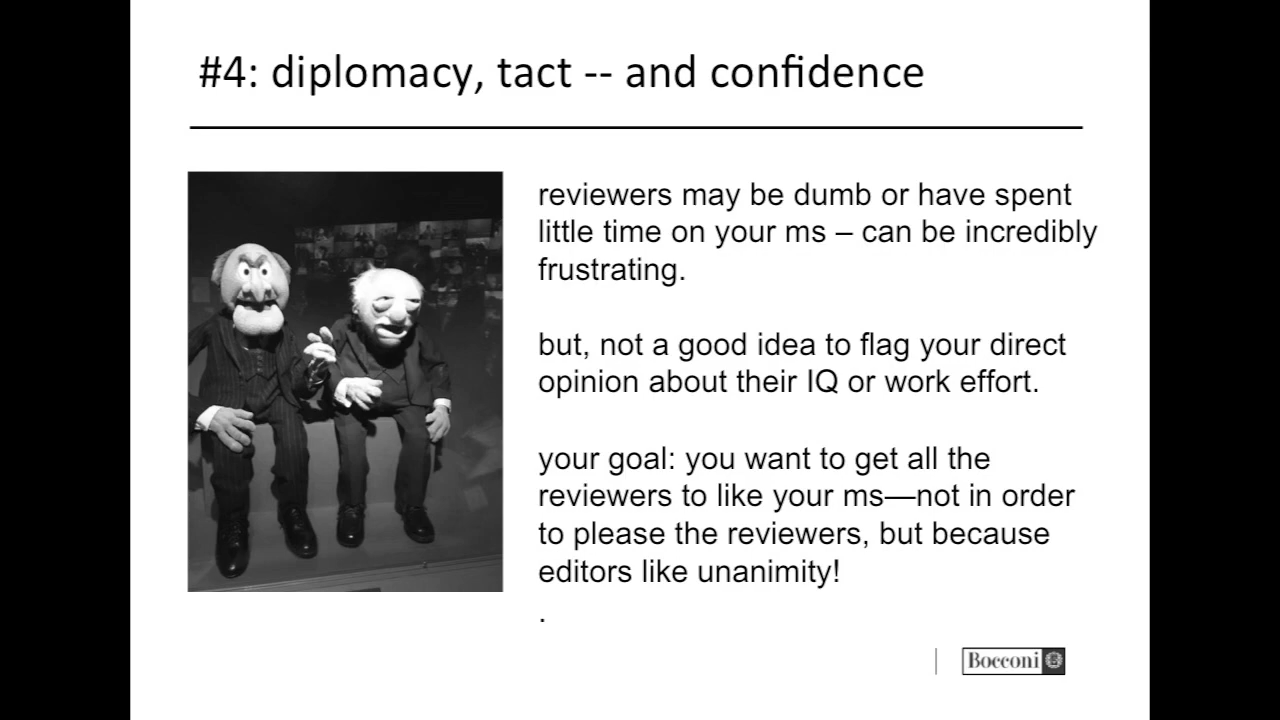 #4: diplomacy, tact -- and confidence
reviewers may be dumb or have spent
little time on your ms – can be incredibly
frustrating.
but, not a good idea to flag your direct
opinion about their IQ or work effort.
your goal: you want to get all the
reviewers to like your ms—not in order
to please the reviewers, but because
editors like unanimity!
.
Bocconi